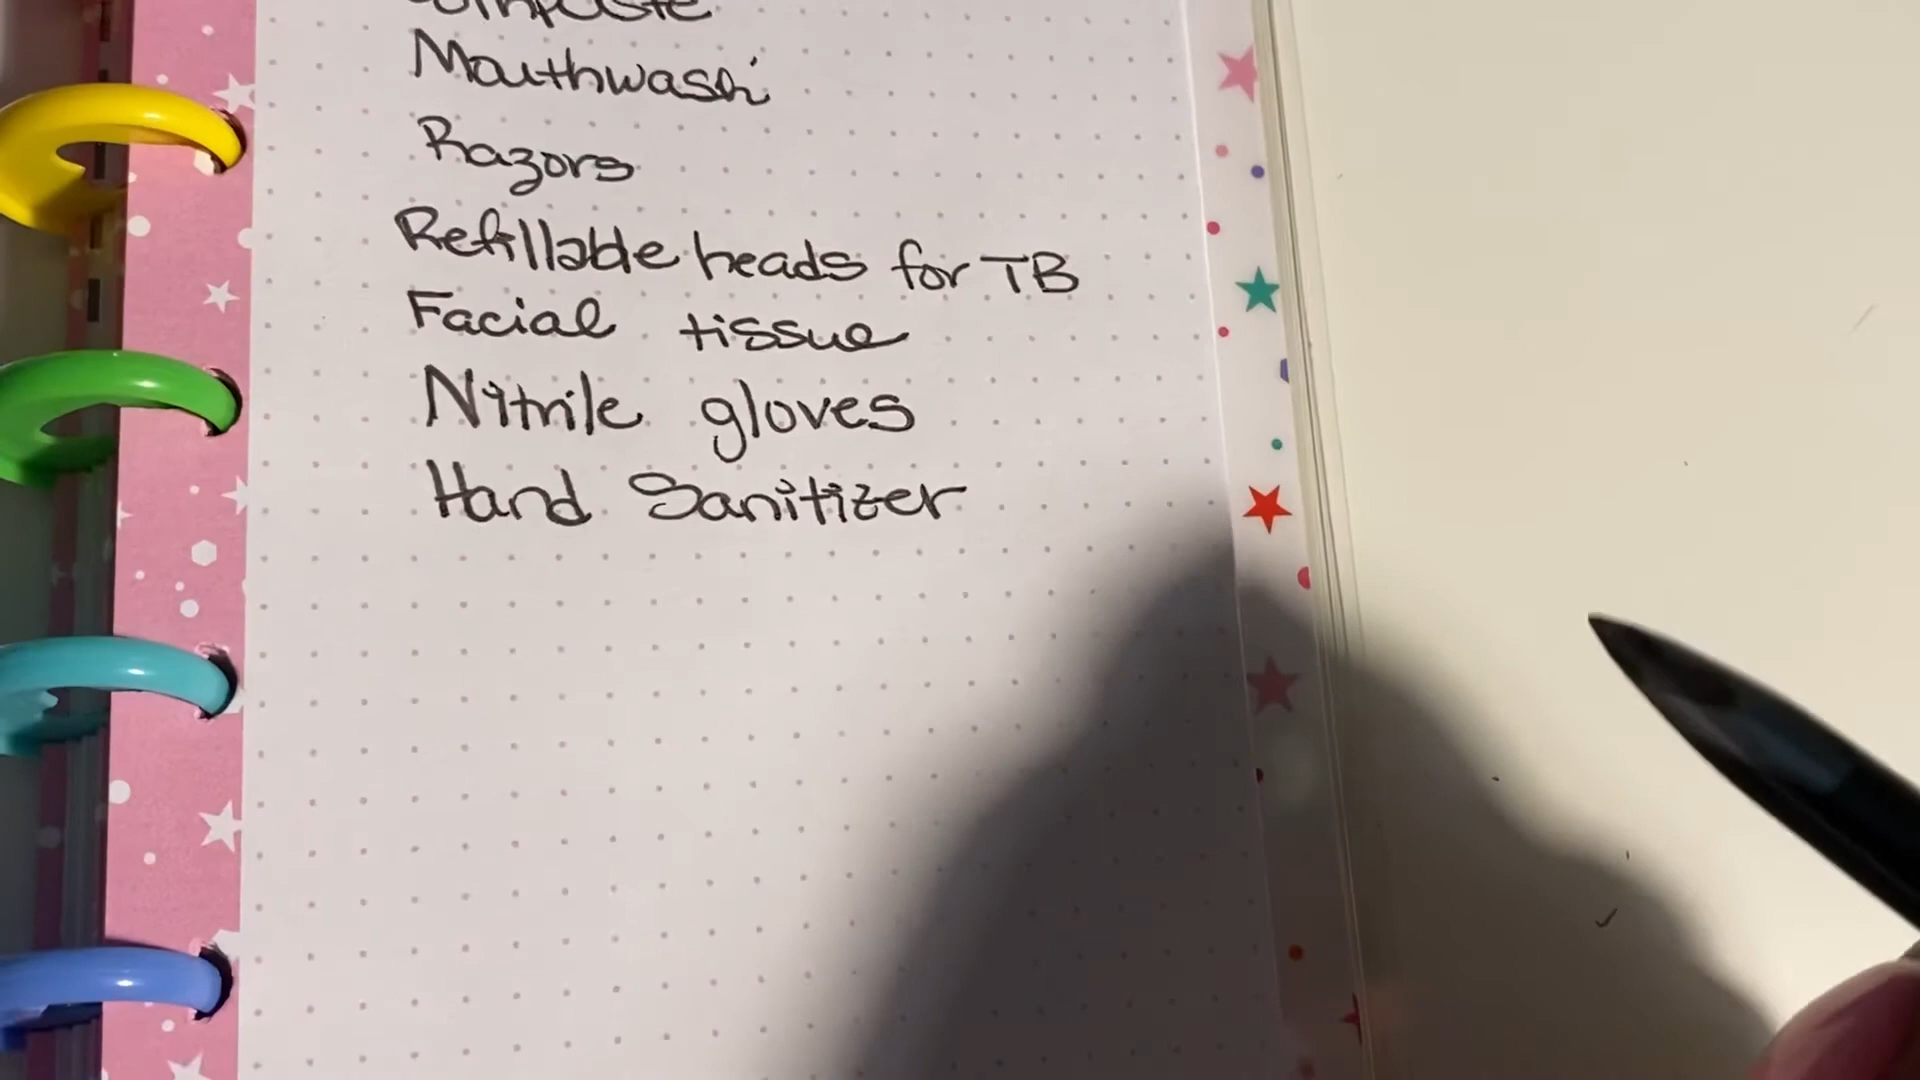 Mouthwash
Razors
Refillable heads for TB
Facial tissue
Nitrile gloves
Hand Sanitizer